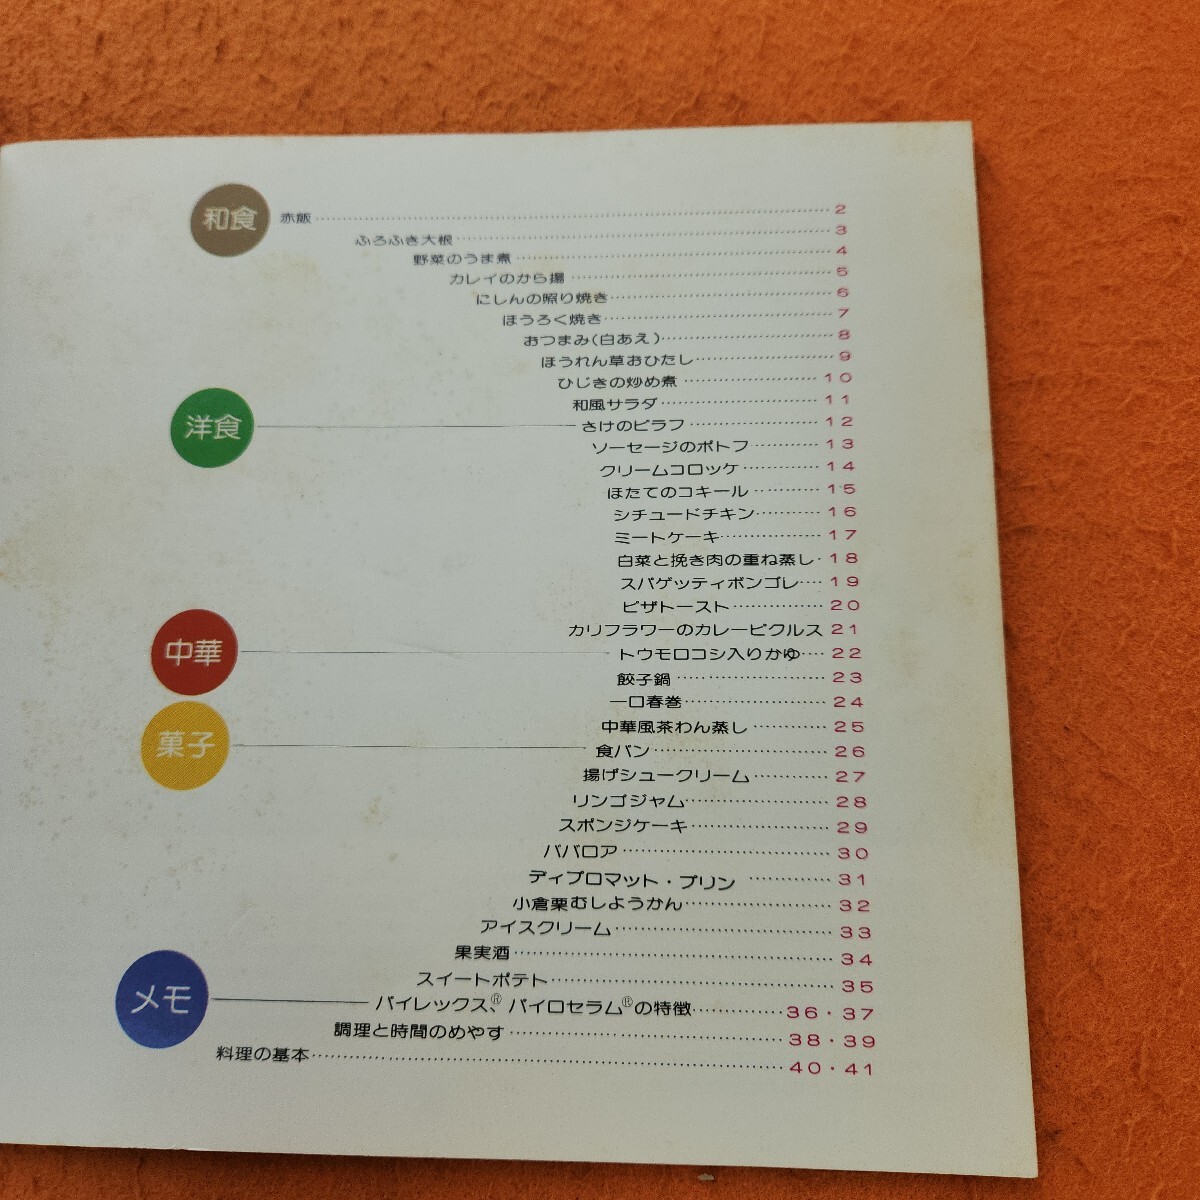 和食 赤飯 2
ふろふき大根 3
野菜のうま煮 4
カレイのから揚 5
にしんの照り焼き 6
ほうろく焼き 7
おつまみ(白あえ) 8
ほうれん草おひたし 9
ひじきの炒め煮 10
和風サラダ 11
洋食 さけのピラフ 12
ソーセージのポトフ 13
クリームコロッケ 14
ほたてのコキール 15
シチュードチキン 16
ミートケーキ 17
白菜と挽き肉の重ね蒸し 18
スパゲッティボンゴレ 19
ピザトースト 20
カリフラワーのカレーピクルス 21
中華 トウモロコシ入りかゆ 22
餃子鍋 23
一口春巻 24
中華風茶わん蒸し 25
菓子 食パン 26
揚げシュークリーム 27
リンゴジャム 28
スポンジケーキ 29
ババロア 30
ディプロマット・プリン 31
小倉栗むしようかん 32
アイスクリーム 33
果実酒 34
スイートポテト 35
メモ パイレックス®、パイロセラム®の特徴 36・37
調理と時間のめやす 38・39
料理の基本 40・41